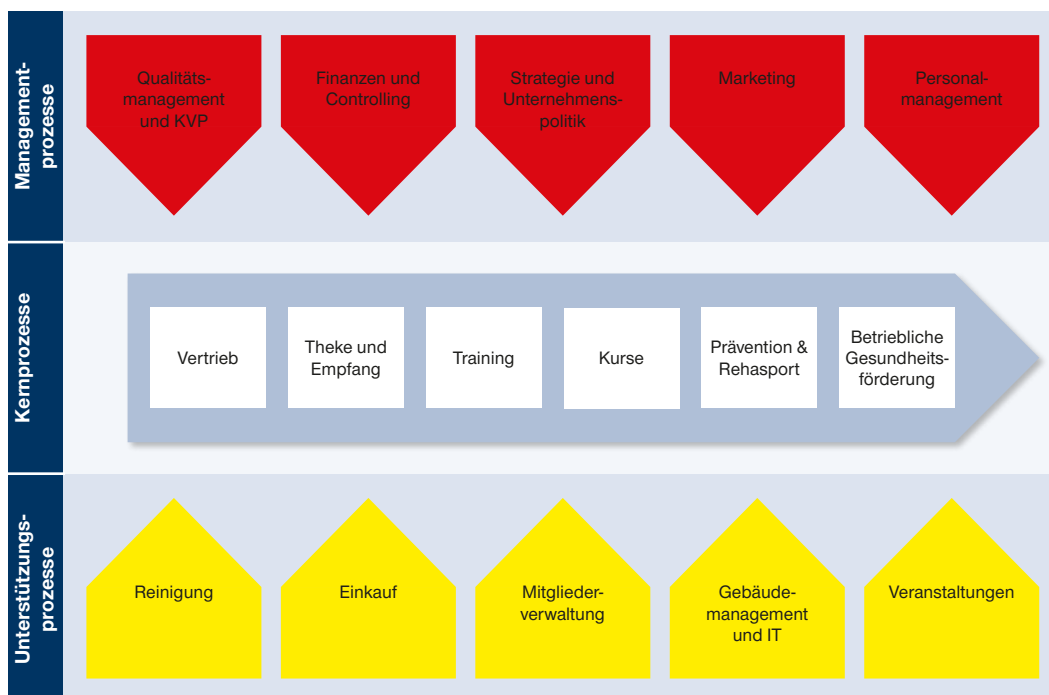 Management-
prozesse
Qualitäts-
management
und KVP
Finanzen und
Controlling
Strategie und
Unternehmens-
politik
Marketing
Personal-
management
Kernprozesse
Vertrieb
Theke und
Empfang
Training
Kurse
Prävention &
Rehasport
Betriebliche
Gesundheits-
förderung
Unterstützungs-
prozesse
Reinigung
Einkauf
Mitglieder-
verwaltung
Gebäude-
management
und IT
Veranstaltungen